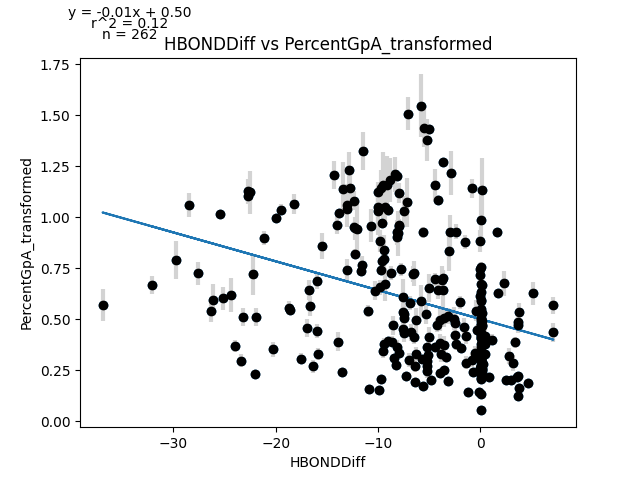 y = -0.01x + 0.50
r^2 = 0.12
n = 262
HBONDDiff vs PercentGpA_transformed
1.75
1.50
1.25
1.00
0.75
0.50
0.25
0.00
PercentGpA_transformed
−30
−20
−10
0
HBONDDiff